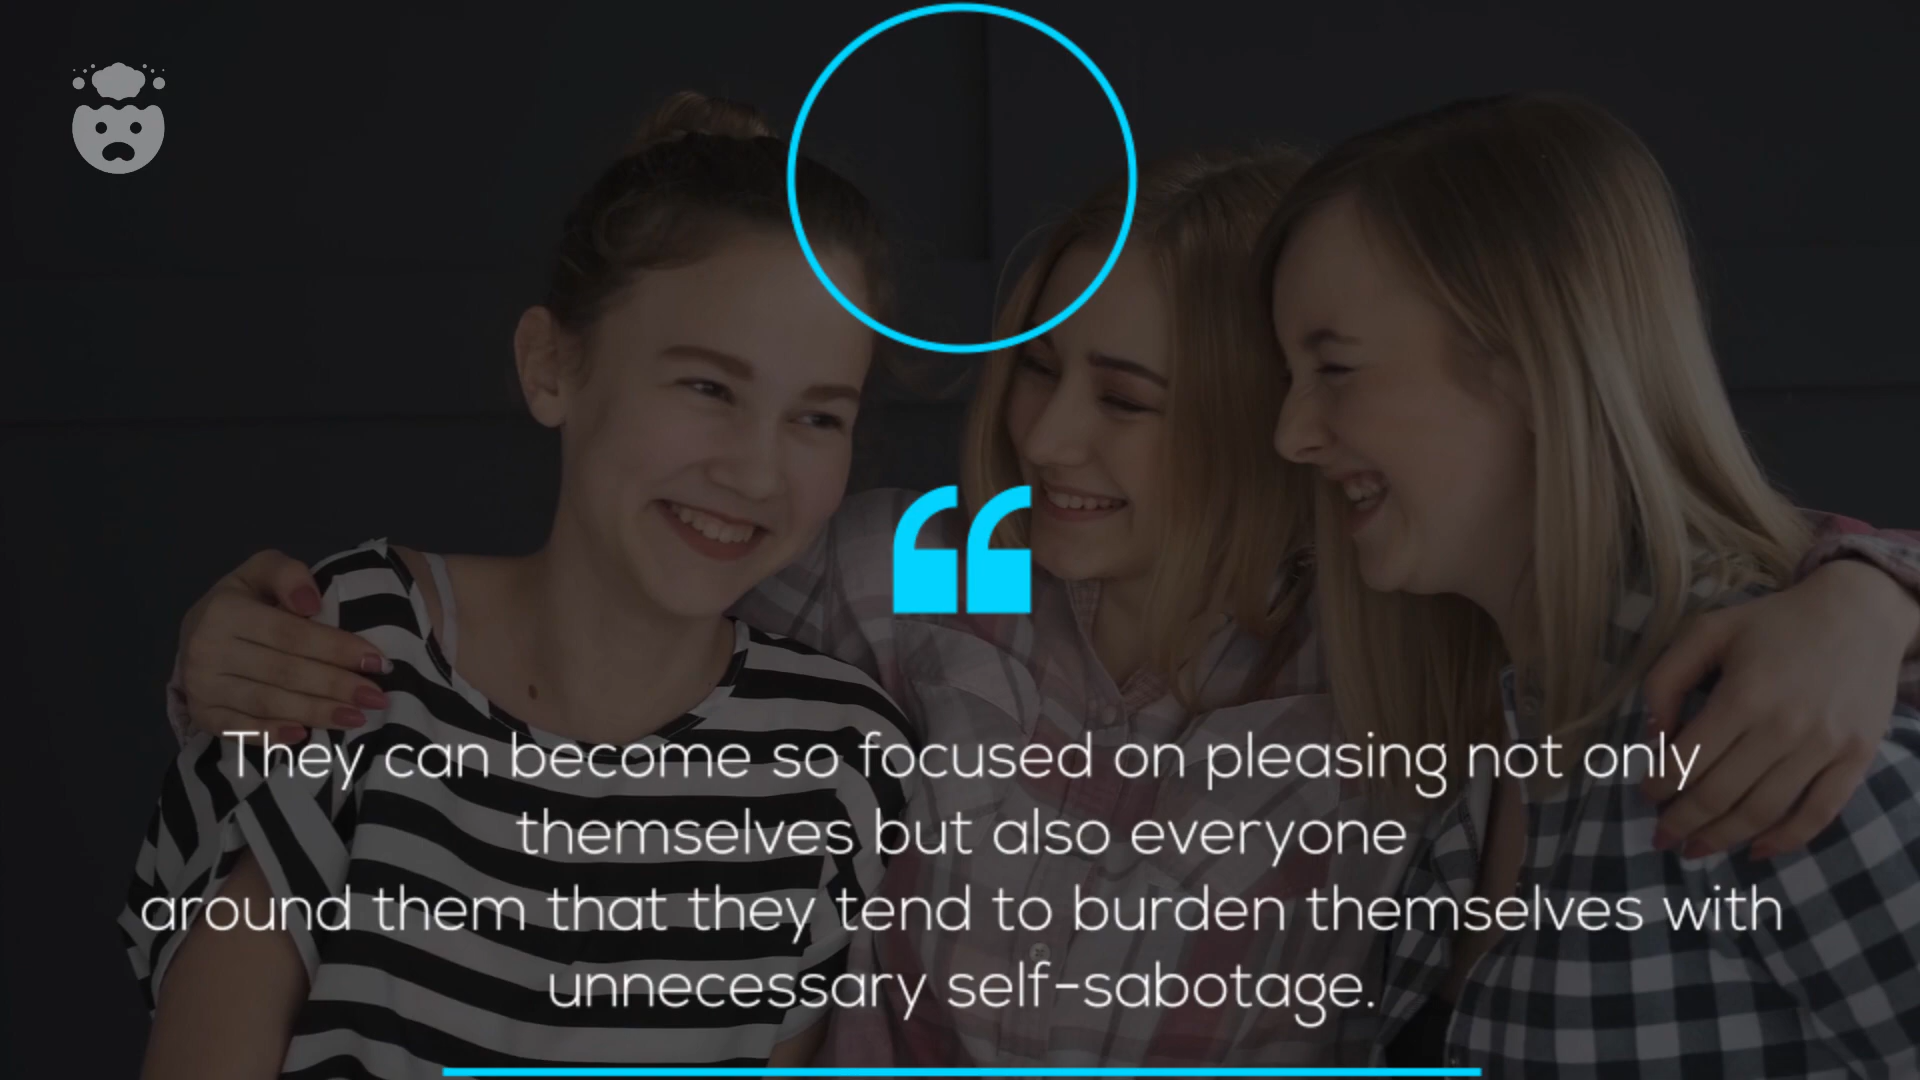 They can become so focused on pleasing not only
themselves but also everyone
around them that they tend to burden themselves with
unnecessary self-sabotage.